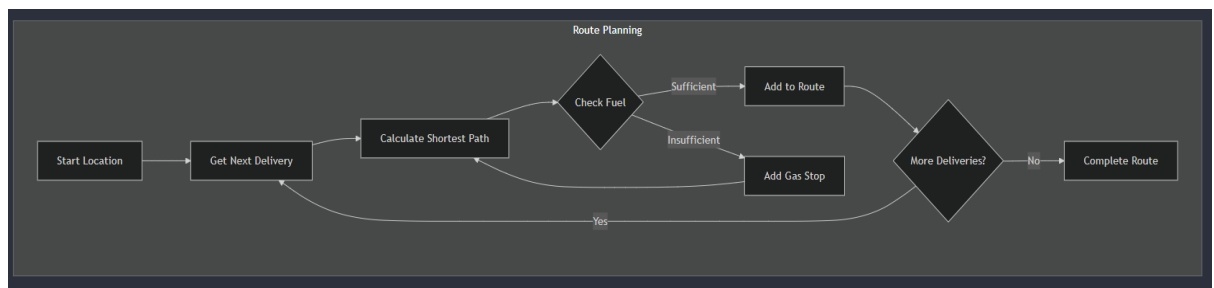 Route Planning
Start Location
Get Next Delivery
Calculate Shortest Path
Check Fuel
Sufficient
Insufficient
Add to Route
Add Gas Stop
More Deliveries?
Yes
No
Complete Route